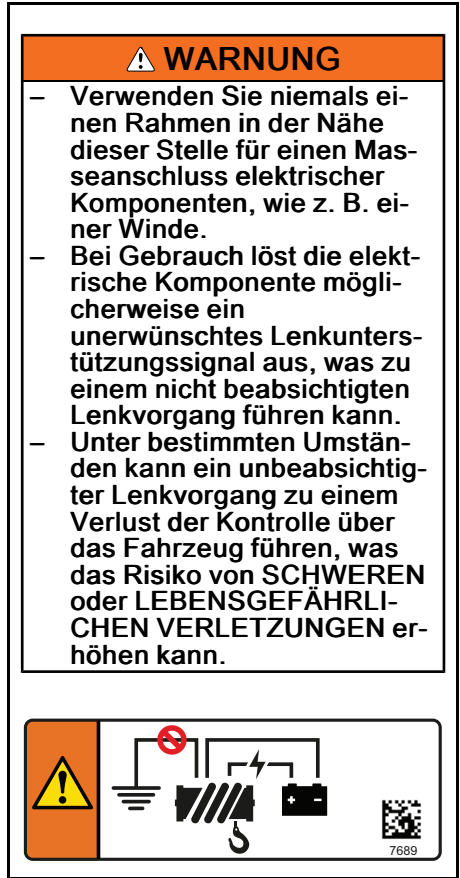 ⚠ WARNUNG
– Verwenden Sie niemals ei-
nen Rahmen in der Nähe
dieser Stelle für einen Mas-
seanschluss elektrischer
Komponenten, wie z. B. ei-
ner Winde.
– Bei Gebrauch löst die elekt-
rische Komponente mögli-
cherweise ein
unerwünschtes Lenkunters-
tützungssignal aus, was zu
einem nicht beabsichtigten
Lenkvorgang führen kann.
– Unter bestimmten Umstän-
den kann ein unbeabsichtig-
ter Lenkvorgang zu einem
Verlust der Kontrolle über
das Fahrzeug führen, was
das Risiko von SCHWEREN
oder LEBENSGEFÄHRLI-
CHEN VERLETZUNGEN er-
höhen kann.
7689